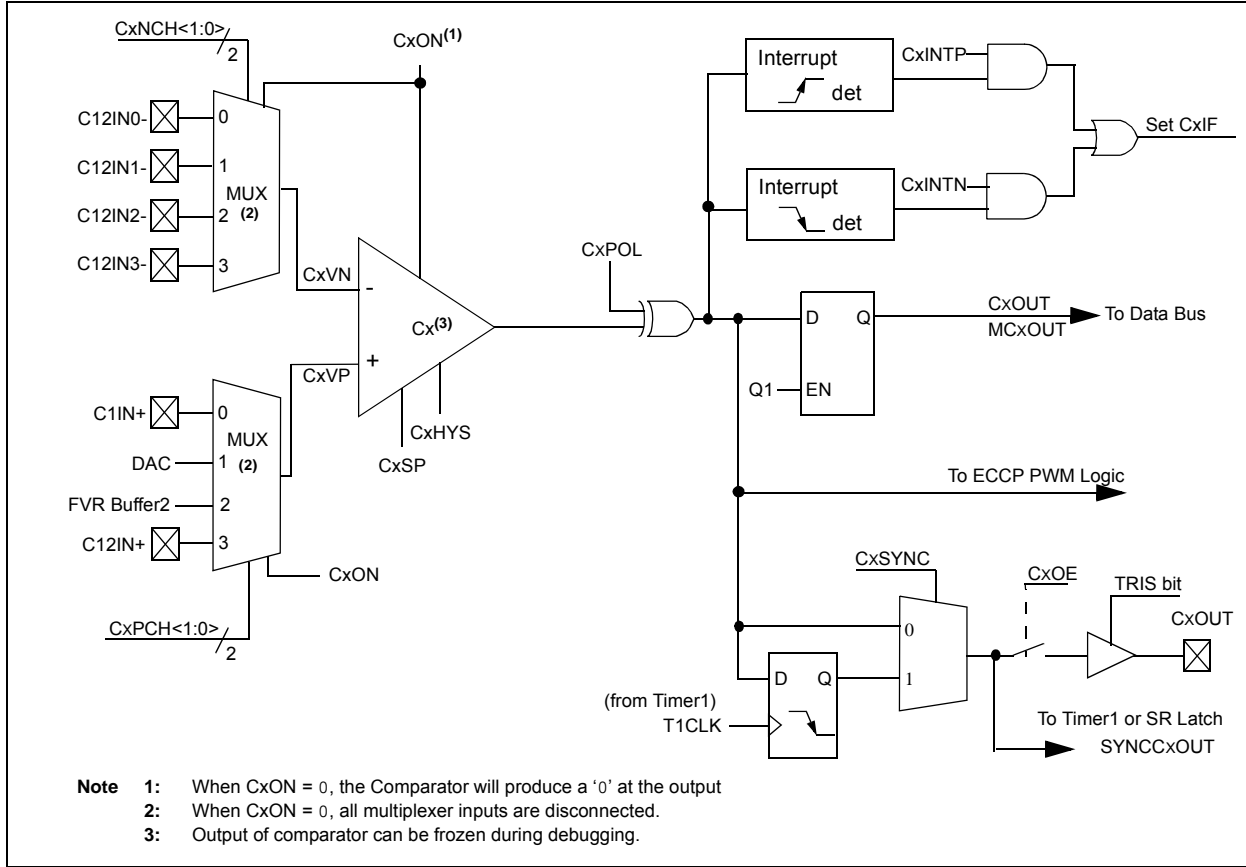 CxNCH<1:0>
2
CxON(1)
C12IN0-
C12IN1-
C12IN2-
C12IN3-
0
1
2
3
MUX
(2)
CxVN
-
Cx(3)
+
CxVP
CxHYS
CxSP
C1IN+
DAC
FVR Buffer2
C12IN+
0
1
2
3
MUX
(2)
CxON
CxPCH<1:0>
2
CxPOL
Interrupt
det
CxINTP
Interrupt
det
CxINTN
Set CxIF
D
Q
Q1
EN
CxOUT
MCxOUT
To Data Bus
To ECCP PWM Logic
CxSYNC
0
1
D
Q
(from Timer1)
T1CLK
CxOE
TRIS bit
CxOUT
To Timer1 or SR Latch
SYNCCxOUT
Note 1: When CxON = 0, the Comparator will produce a ‘0’ at the output
2: When CxON = 0, all multiplexer inputs are disconnected.
3: Output of comparator can be frozen during debugging.